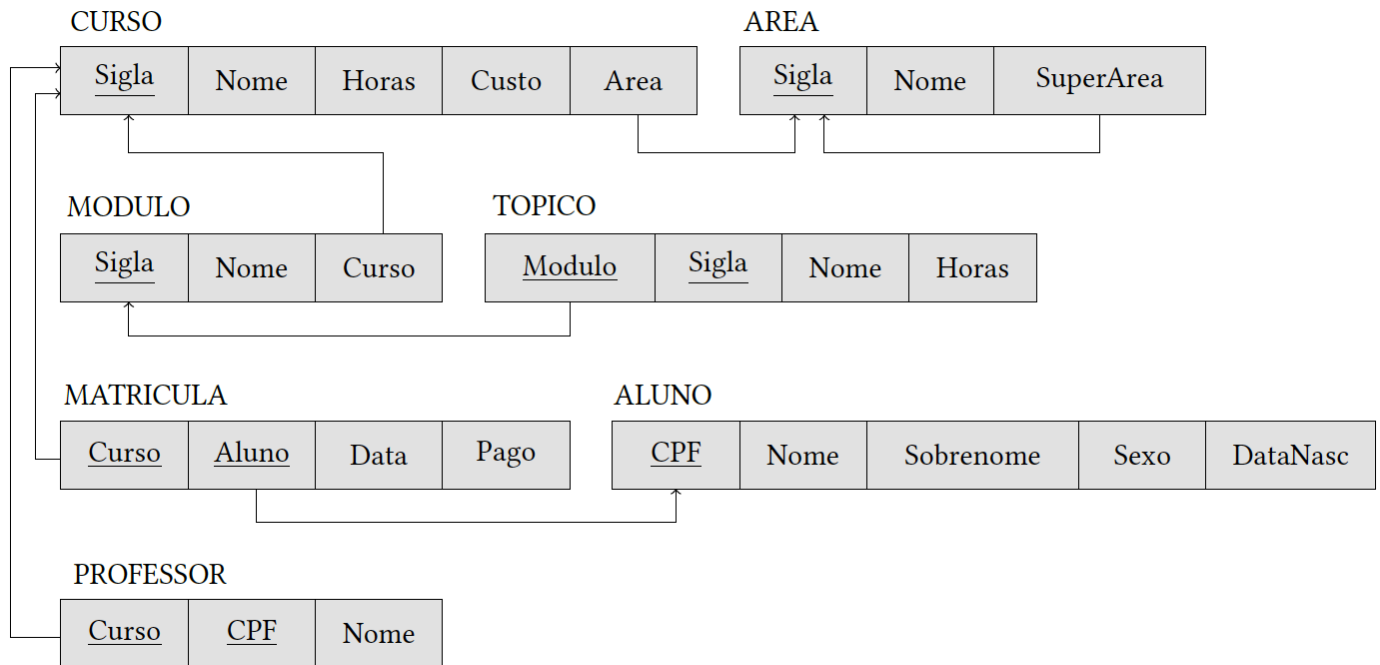 CURSO AREA
Sigla Nome Horas Custo Area Sigla Nome SuperArea
MODULO TOPICO
Sigla Nome Curso Modulo Sigla Nome Horas
MATRICULA ALUNO
Curso Aluno Data Pago CPF Nome Sobrenome Sexo DataNasc
PROFESSOR
Curso CPF Nome